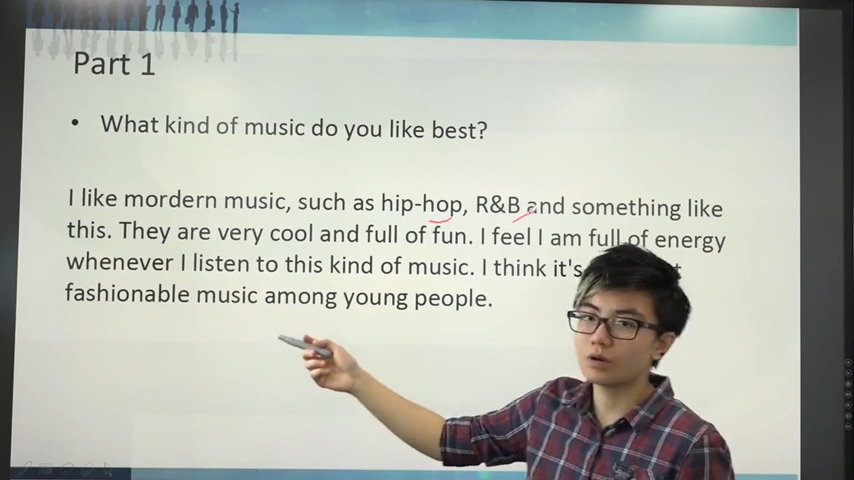 Part 1
• What kind of music do you like best?
I like mordern music, such as hip-hop, R&B and something like
this. They are very cool and full of fun. I feel I am full of energy
whenever I listen to this kind of music. I think it's
fashionable music among young people.